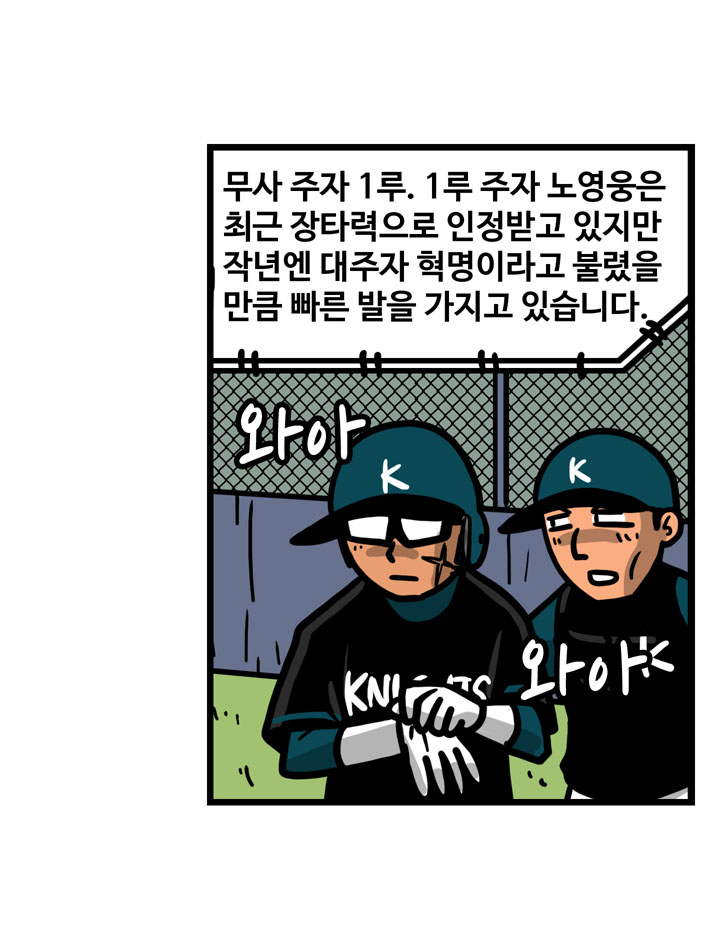 무사 주자 1루. 1루 주자 노영웅은
최근 장타력으로 인정받고 있지만
작년엔 대주자 혁명이라고 불렸을
만큼 빠른 발을 가지고 있습니다.
와아
K
K
와아
K